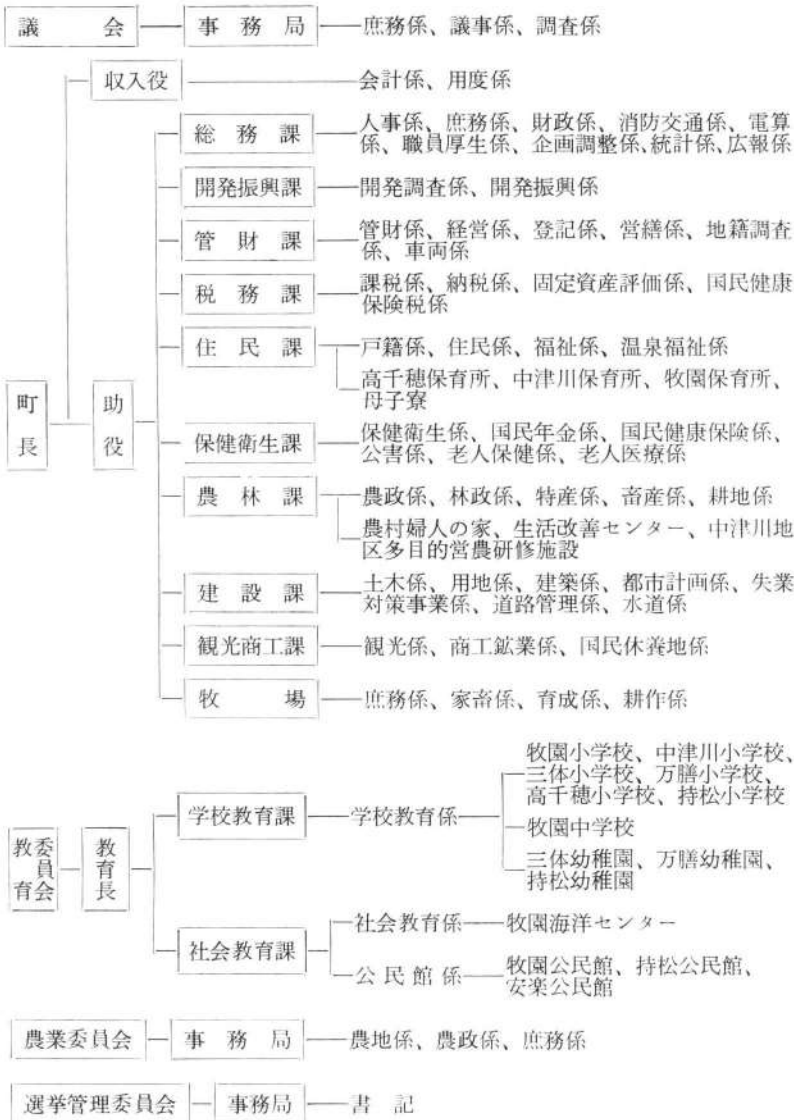 議会 事務局 庶務係、議事係、調査係
収入役 会計係、用度係
総務課 人事係、庶務係、財政係、消防交通係、電算
係、職員厚生係、企画調整係、統計係、広報係
開発振興課 開発調査係、開発振興係
管財課 管財係、経営係、登記係、営繕係、地籍調査
係、車両係
税務課 課税係、納税係、固定資産評価係、国民健康
保険税係
住民課 戸籍係、住民係、福祉係、温泉福祉係
高千穂保育所、中津川保育所、牧園保育所、
母子寮
町長 助役
保健衛生課 保健衛生係、国民年金係、国民健康保険係、
公害係、老人保健係、老人医療係
農林課 農政係、林政係、特産係、畜産係、耕地係
農村婦人の家、生活改善センター、中津川地
区多目的営農研修施設
建設課 土木係、用地係、建築係、都市計画係、失業
対策事業係、道路管理係、水道係
観光商工課 観光係、商工鉱業係、国民休養地係
牧場 庶務係、家畜係、育成係、耕作係
教育委員会 教育長
学校教育課 学校教育係
牧園小学校、中津川小学校、
三体小学校、万膳小学校、
高千穂小学校、持松小学校
牧園中学校
三体幼稚園、万膳幼稚園、
持松幼稚園
社会教育課
社会教育係 牧園海洋センター
公民館係 牧園公民館、持松公民館、
安楽公民館
農業委員会 事務局 農地係、農政係、庶務係
選挙管理委員会 事務局 書記